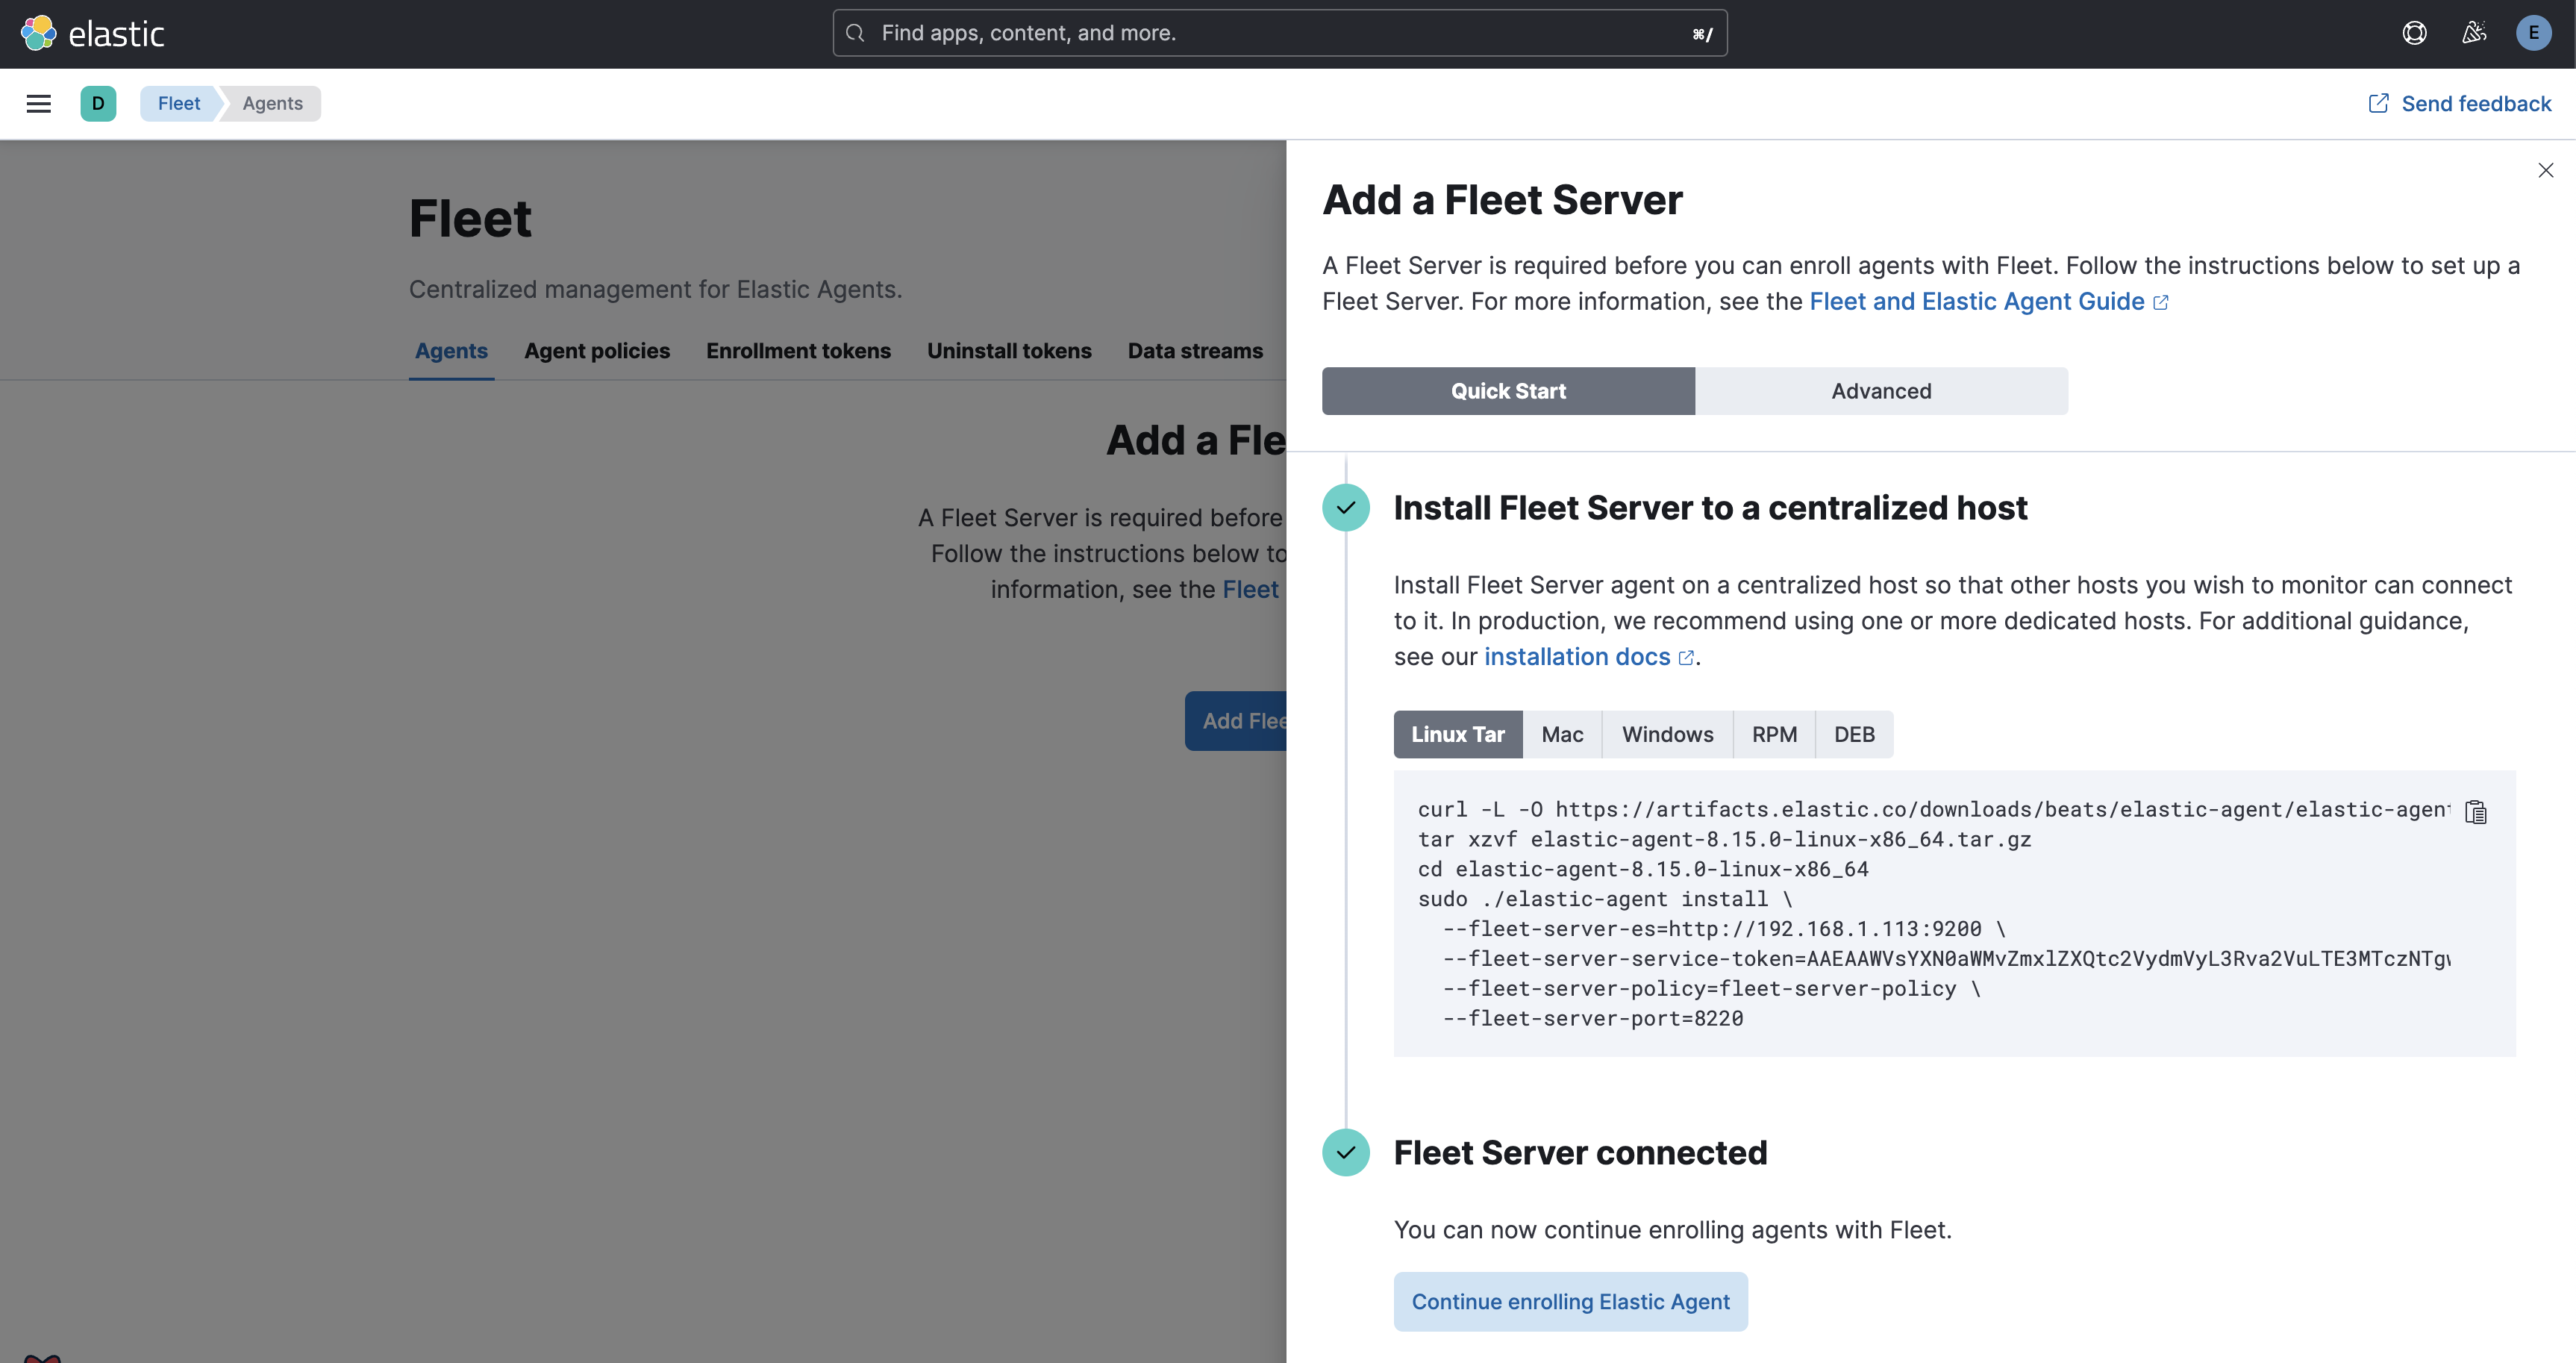 elastic
Find apps, content, and more.
⌘/
E
D
Fleet
Agents
Send feedback
Fleet
Centralized management for Elastic Agents.
Agents
Agent policies
Enrollment tokens
Uninstall tokens
Data streams
Add a Fle
A Fleet Server is required before
Follow the instructions below to
information, see the Fleet
Add Flee
Add a Fleet Server
A Fleet Server is required before you can enroll agents with Fleet. Follow the instructions below to set up a
Fleet Server. For more information, see the Fleet and Elastic Agent Guide
Quick Start
Advanced
Install Fleet Server to a centralized host
Install Fleet Server agent on a centralized host so that other hosts you wish to monitor can connect
to it. In production, we recommend using one or more dedicated hosts. For additional guidance,
see our installation docs.
Linux Tar
Mac
Windows
RPM
DEB
curl -L -O https://artifacts.elastic.co/downloads/beats/elastic-agent/elastic-agent
tar xzvf elastic-agent-8.15.0-linux-x86_64.tar.gz
cd elastic-agent-8.15.0-linux-x86_64
sudo ./elastic-agent install \
--fleet-server-es=http://192.168.1.113:9200 \
--fleet-server-service-token=AAEAAWVsYXN0aWMvZmxlZXQtc2VydmVyL3Rva2VuLTE3MTczNTg
--fleet-server-policy=fleet-server-policy \
--fleet-server-port=8220
Fleet Server connected
You can now continue enrolling agents with Fleet.
Continue enrolling Elastic Agent